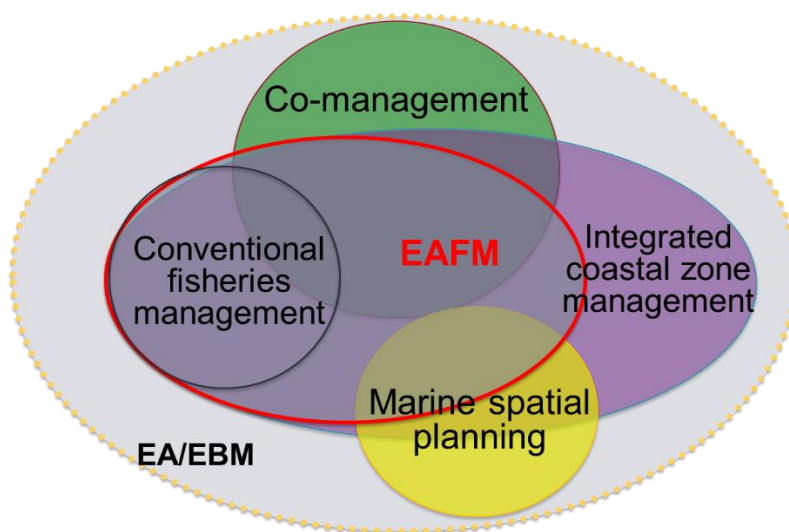 Co-management
Conventional
fisheries
management
EAFM
Integrated
coastal zone
management
Marine spatial
planning
EA/EBM